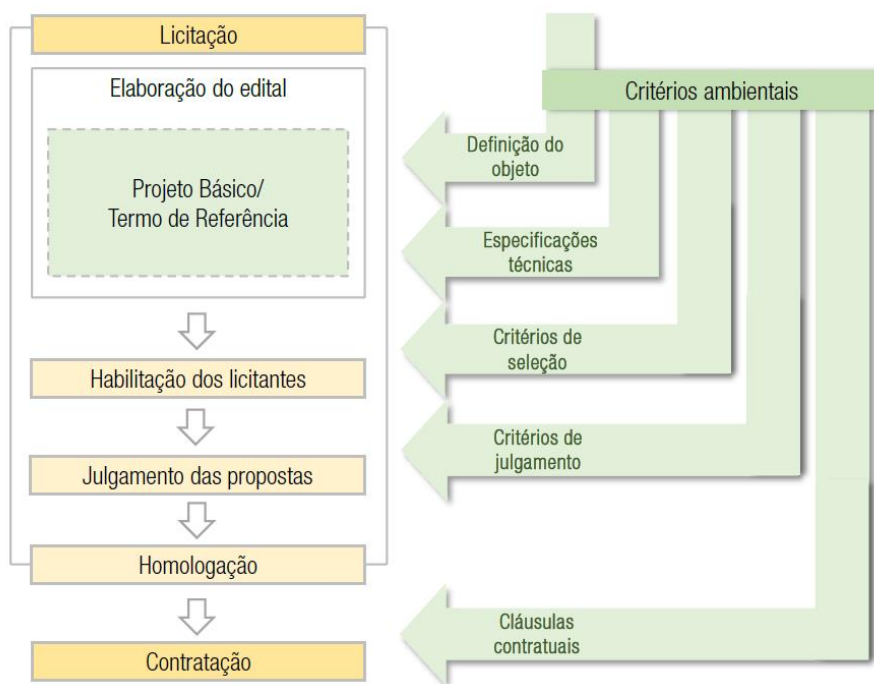 Licitação
Elaboração do edital
Projeto Básico/
Termo de Referência
Habilitação dos licitantes
Julgamento das propostas
Homologação
Contratação
Critérios ambientais
Definição do
objeto
Especificações
técnicas
Critérios de
seleção
Critérios de
julgamento
Cláusulas
contratuais